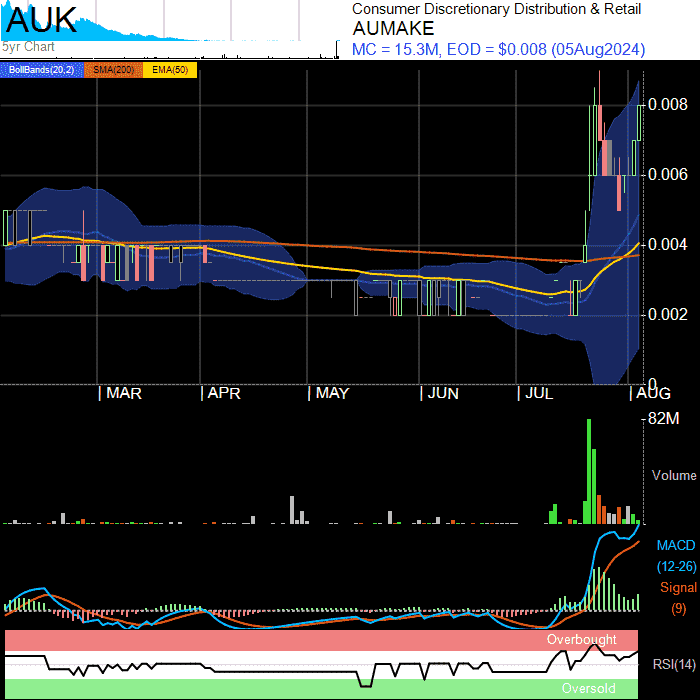 AUK
5yr Chart
Consumer Discretionary Distribution & Retail
AUMAKE
MC = 15.3M, EOD = $0.008 (05Aug2024)
BollBands(20,2) SMA(200) EMA(50)
0.008
0.006
0.004
0.002
0
| MAR | APR | MAY | JUN | JUL | AUG
82M
Volume
MACD
(12-26)
Signal
(9)
Overbought
RSI(14)
Oversold